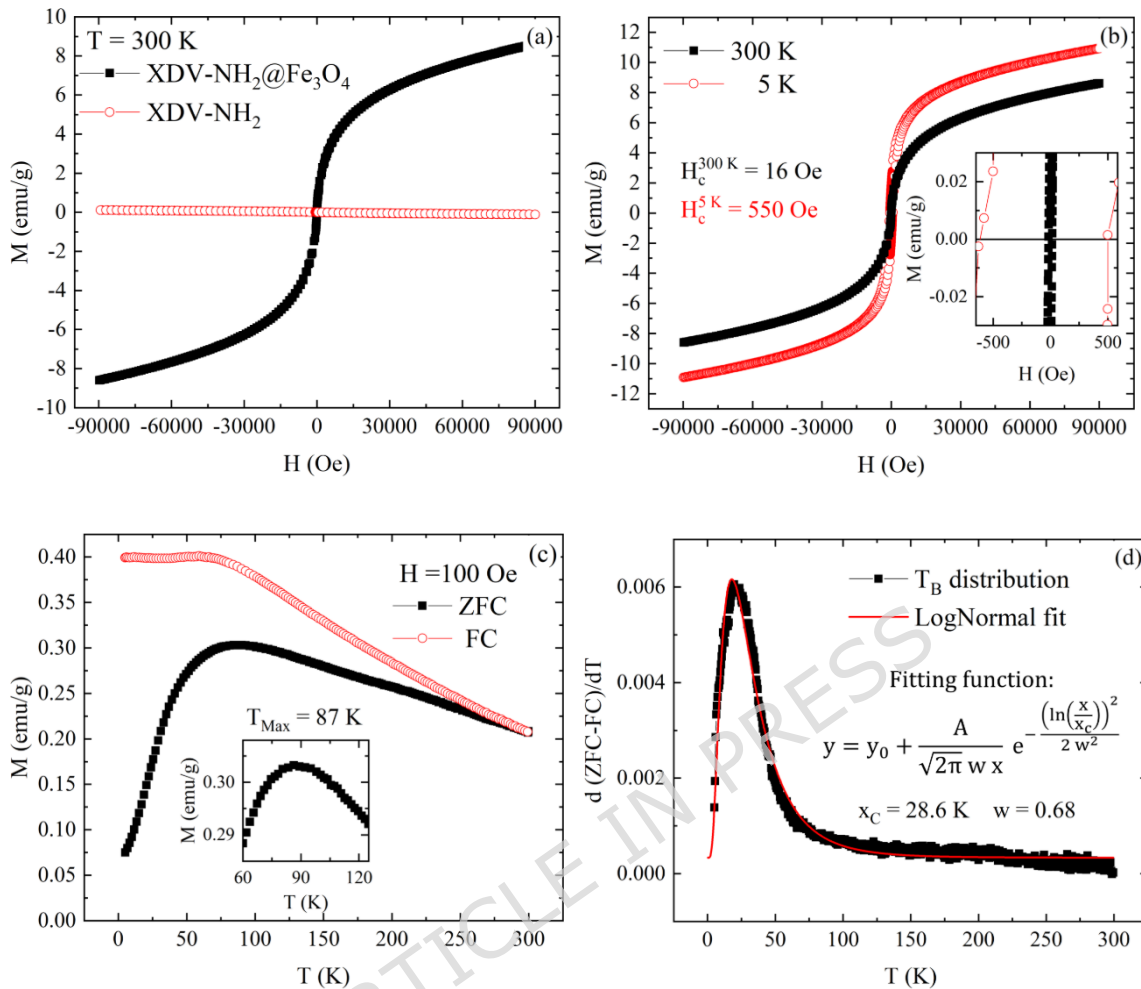 (a)
T = 300 K
XDV-NH₂@Fe₃O₄
XDV-NH₂
M (emu/g)
10
8
6
4
2
0
-2
-4
-6
-8
-10
-90000 -60000 -30000 0 30000 60000 90000
H (Oe)
(b)
300 K
5 K
H_c^{300 K} = 16 Oe
H_c^{5 K} = 550 Oe
M (emu/g)
12
10
8
6
4
2
0
-2
-4
-6
-8
-10
-12
-90000 -60000 -30000 0 30000 60000 90000
H (Oe)
M (emu/g)
0.02
0.00
-0.02
-500 0 500
H (Oe)
(c)
H =100 Oe
ZFC
FC
M (emu/g)
0.40
0.35
0.30
0.25
0.20
0.15
0.10
0.05
0.00
0 50 100 150 200 250 300
T (K)
T_Max = 87 K
M (emu/g)
0.30
0.29
60 90 120
T (K)
(d)
T_B distribution
LogNormal fit
Fitting function:
y = y₀ + \frac{A}{\sqrt{2π} w x} e^{-\frac{(ln(\frac{x}{x_c}))^2}{2 w^2}}
x_C = 28.6 K w = 0.68
d (ZFC-FC)/dT
0.006
0.004
0.002
0.000
0 50 100 150 200 250 300
T (K)
RTICLE IN PRESS